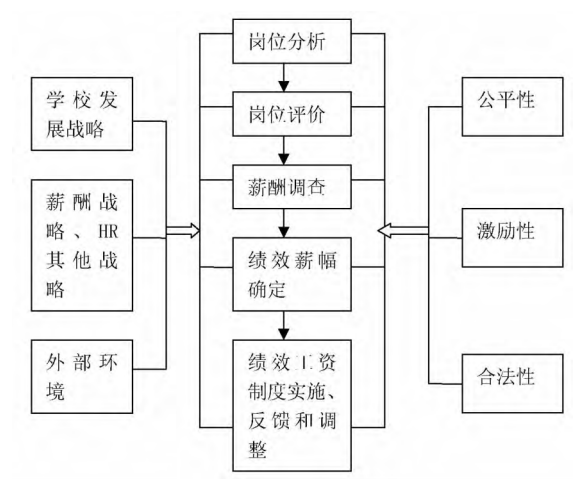 岗位分析
学校发
展战略
岗位评价
公平性
薪酬调查
薪酬战
略、HR
其他战
略
绩效薪幅
确定
激励性
外部环
境
绩效工资
制度实施、
反馈和调
整
合法性